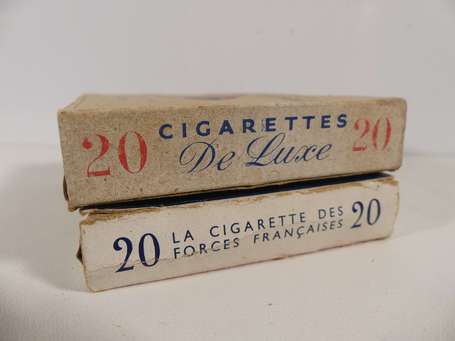 20 CIGARETTES 20
De Luxe
20 LA CIGARETTE DES 20
FORCES FRANÇAISES